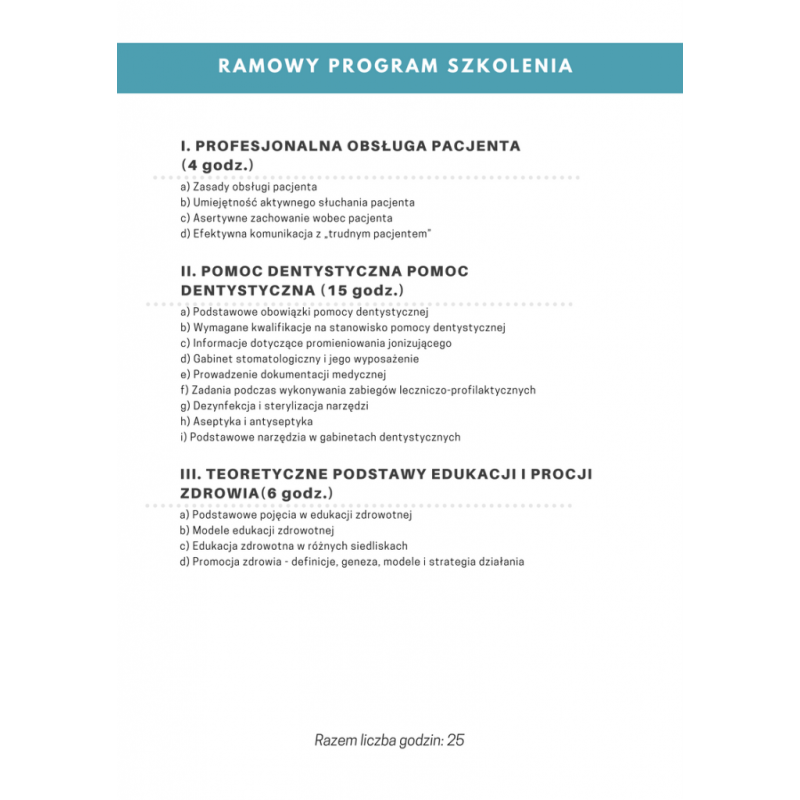 RAMOWY PROGRAM SZKOLENIA
I. PROFESJONALNA OBSŁUGA PACJENTA
(4 godz.)
a) Zasady obsługi pacjenta
b) Umiejętność aktywnego słuchania pacjenta
c) Asertywne zachowanie wobec pacjenta
d) Efektywna komunikacja z „trudnym pacjentem”
II. POMOC DENTYSTYCZNA POMOC
DENTYSTYCZNA (15 godz.)
a) Podstawowe obowiązki pomocy dentystycznej
b) Wymagane kwalifikacje na stanowisko pomocy dentystycznej
c) Informacje dotyczące promieniowania jonizującego
d) Gabinet stomatologiczny i jego wyposażenie
e) Prowadzenie dokumentacji medycznej
f) Zadania podczas wykonywania zabiegów leczniczo-profilaktycznych
g) Dezynfekcja i sterylizacja narzędzi
h) Aseptyka i antyseptyka
i) Podstawowe narzędzia w gabinetach dentystycznych
III. TEORETYCZNE PODSTAWY EDUKACJI I PROCJI
ZDROWIA(6 godz.)
a) Podstawowe pojęcia w edukacji zdrowotnej
b) Modele edukacji zdrowotnej
c) Edukacja zdrowotna w różnych siedliskach
d) Promocja zdrowia - definicje, geneza, modele i strategia działania
Razem liczba godzin: 25